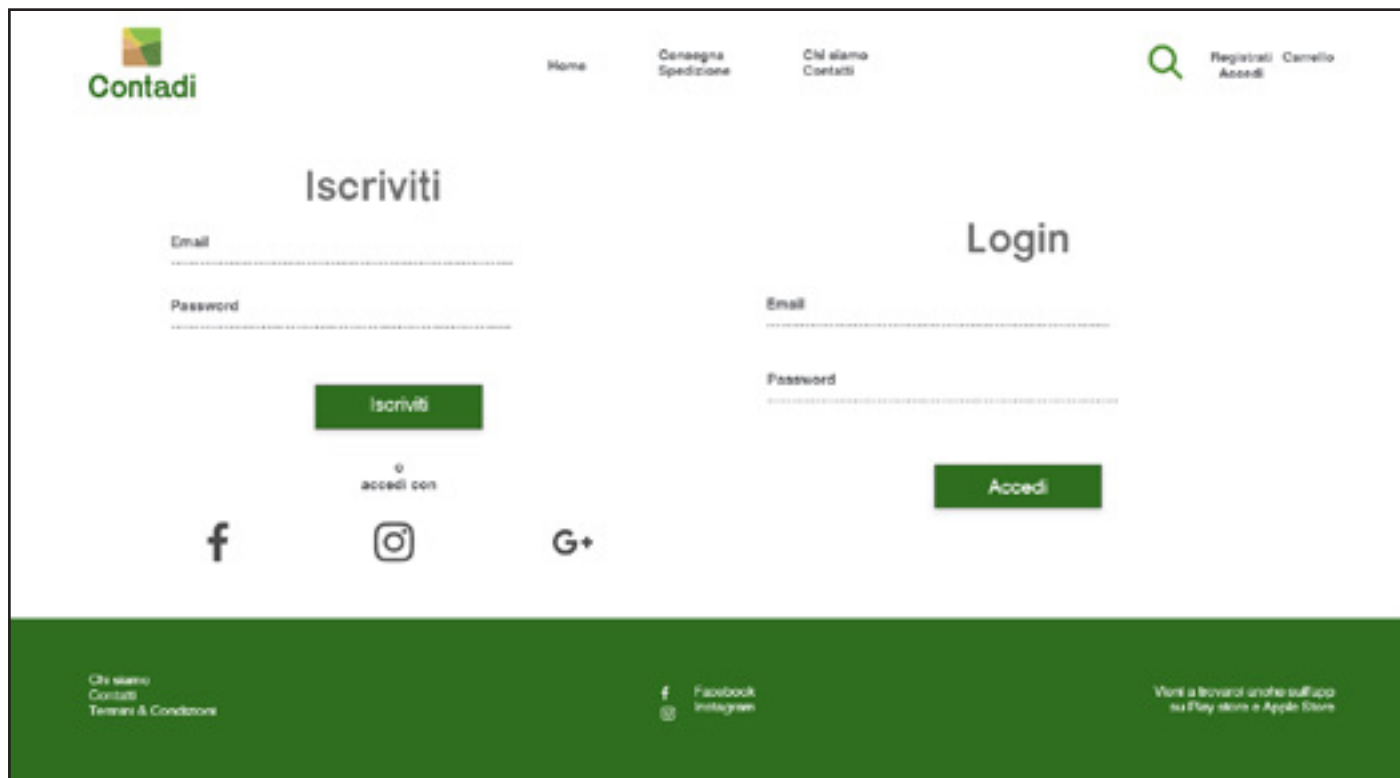 Contadi
Home
Consegna
Spedizione
Chi siamo
Contatti
Registrati Carrello
Accedi
Iscriviti
Email
Password
Iscriviti
o
accedi con
G+
Login
Email
Password
Accedi
Chi siamo
Contatti
Termini & Condizioni
Facebook
Instagram
Vieni a trovarci anche sull'app
su Play store e Apple Store